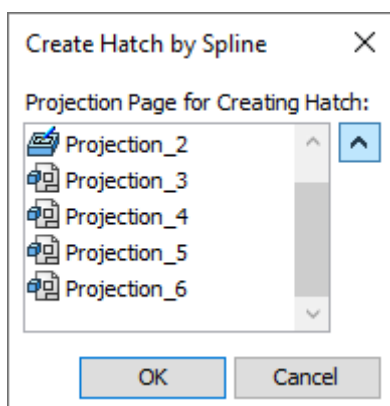 Create Hatch by Spline
Projection Page for Creating Hatch:
Projection_2
Projection_3
Projection_4
Projection_5
Projection_6
OK Cancel